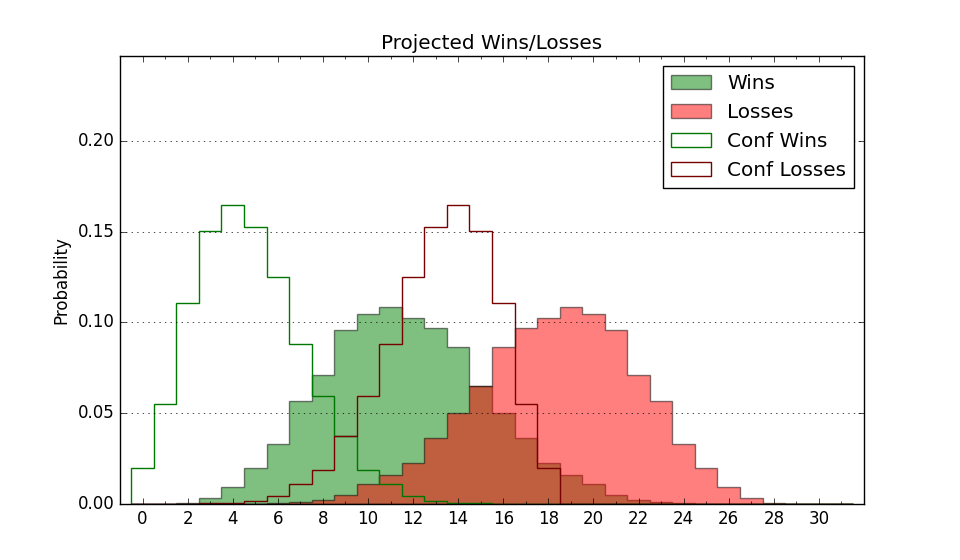 Projected Wins/Losses
Wins
Losses
Conf Wins
Conf Losses
Probability
0.20
0.15
0.10
0.05
0.00
0 2 4 6 8 10 12 14 16 18 20 22 24 26 28 30